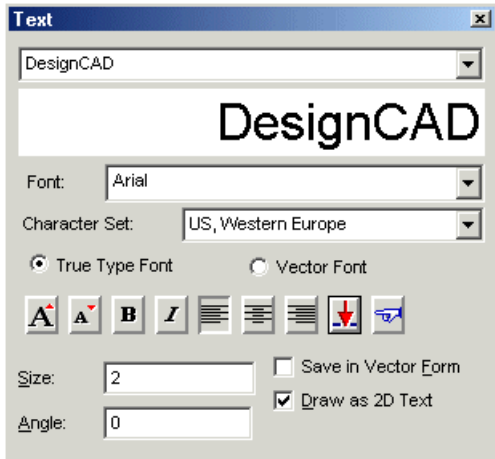 Text
DesignCAD
DesignCAD
Font: Arial
Character Set: US, Western Europe
True Type Font Vector Font
A A B I
Size: 2 Save in Vector Form
Draw as 2D Text
Angle: 0